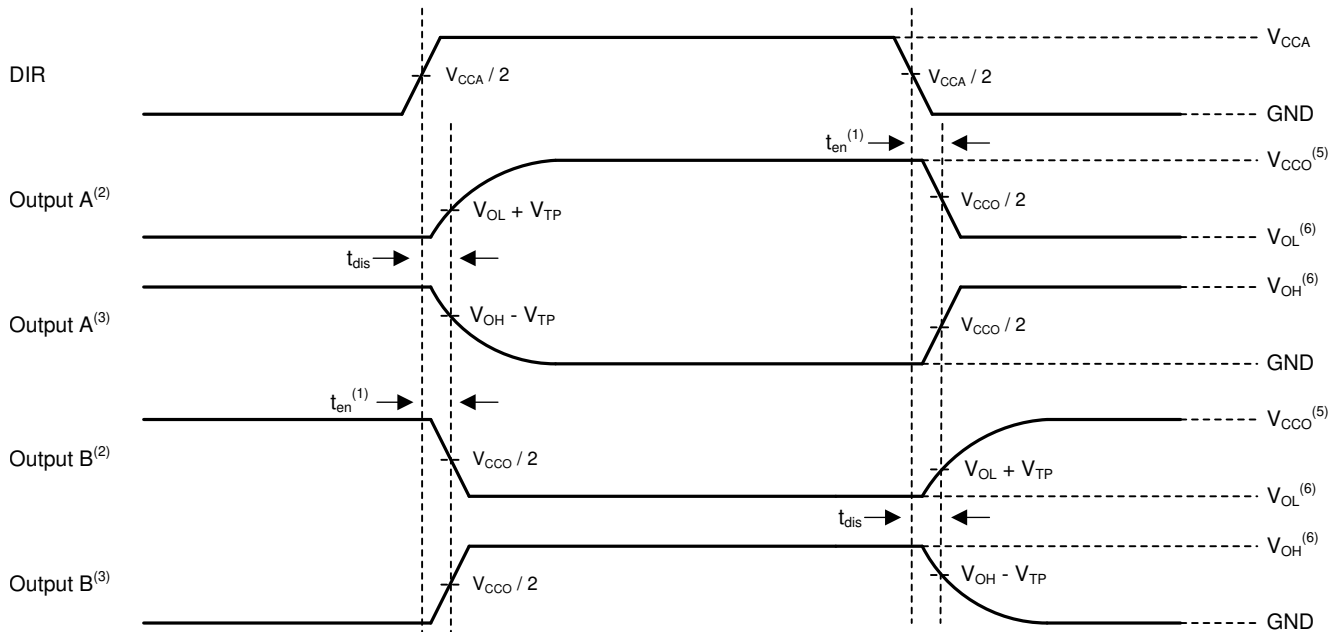 V_CCA
DIR
V_CCA / 2
V_CCA / 2
GND
t_en^(1)
V_CCO^(5)
Output A^(2)
V_OL + V_TP
V_CCO / 2
V_OL^(6)
t_dis
V_OH^(6)
Output A^(3)
V_OH - V_TP
V_CCO / 2
GND
t_en^(1)
V_CCO^(5)
Output B^(2)
V_CCO / 2
V_OL + V_TP
V_OL^(6)
t_dis
V_OH^(6)
Output B^(3)
V_CCO / 2
V_OH - V_TP
GND